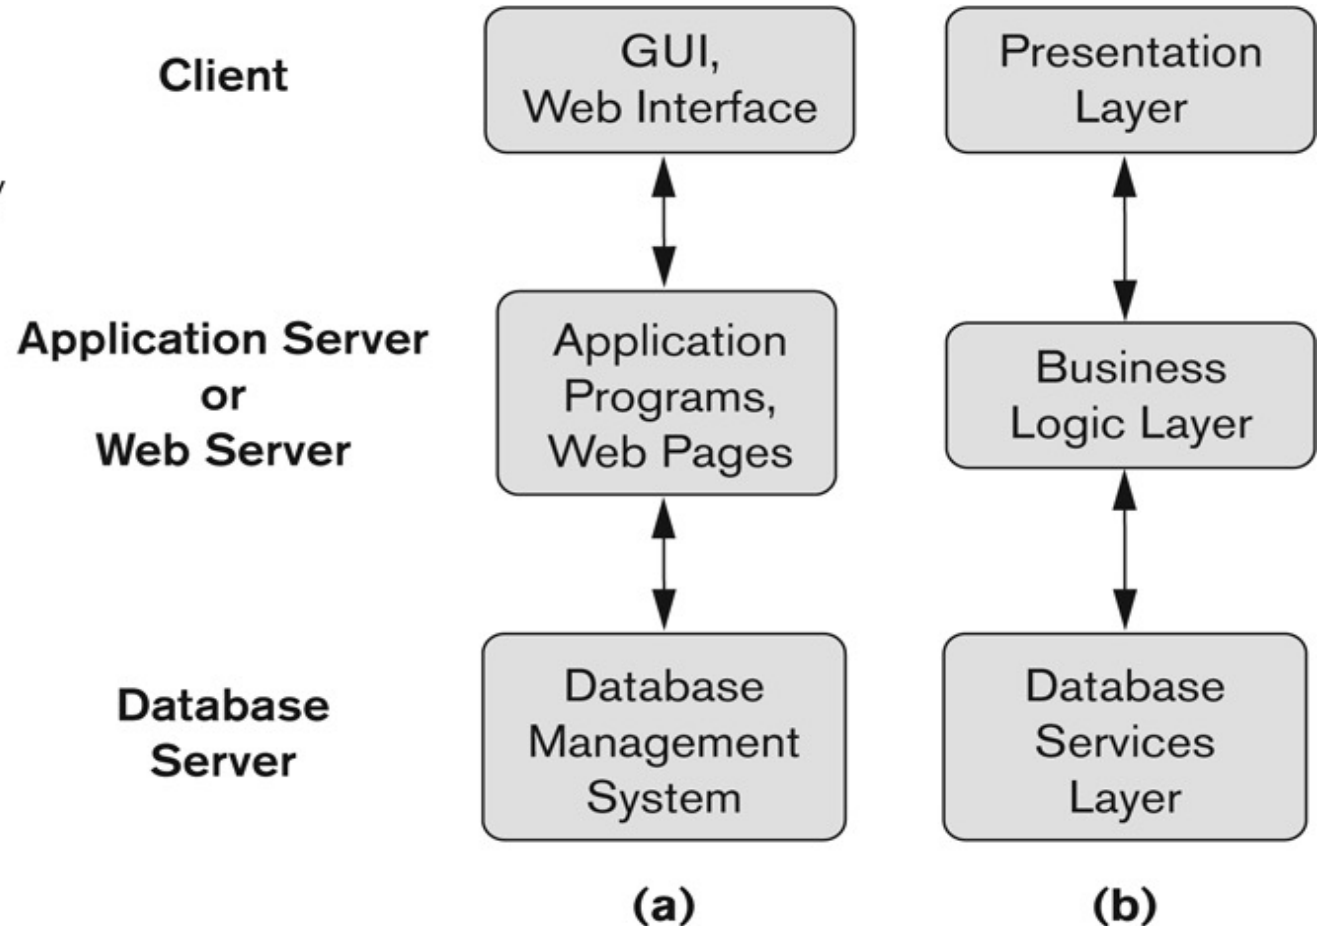 Client
GUI,
Web Interface
Presentation
Layer
Application Server
or
Web Server
Application
Programs,
Web Pages
Business
Logic Layer
Database
Server
Database
Management
System
Database
Services
Layer
(a)
(b)